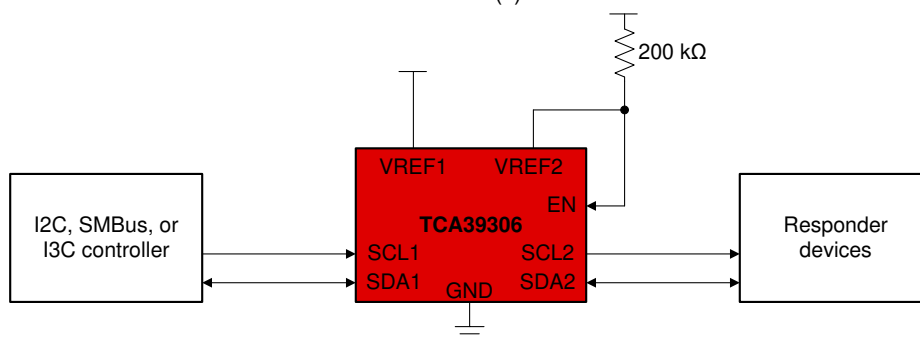 200 kΩ
VREF1
VREF2
EN
I2C, SMBus, or
I3C controller
TCA39306
Responder
devices
SCL1
SCL2
SDA1
SDA2
GND